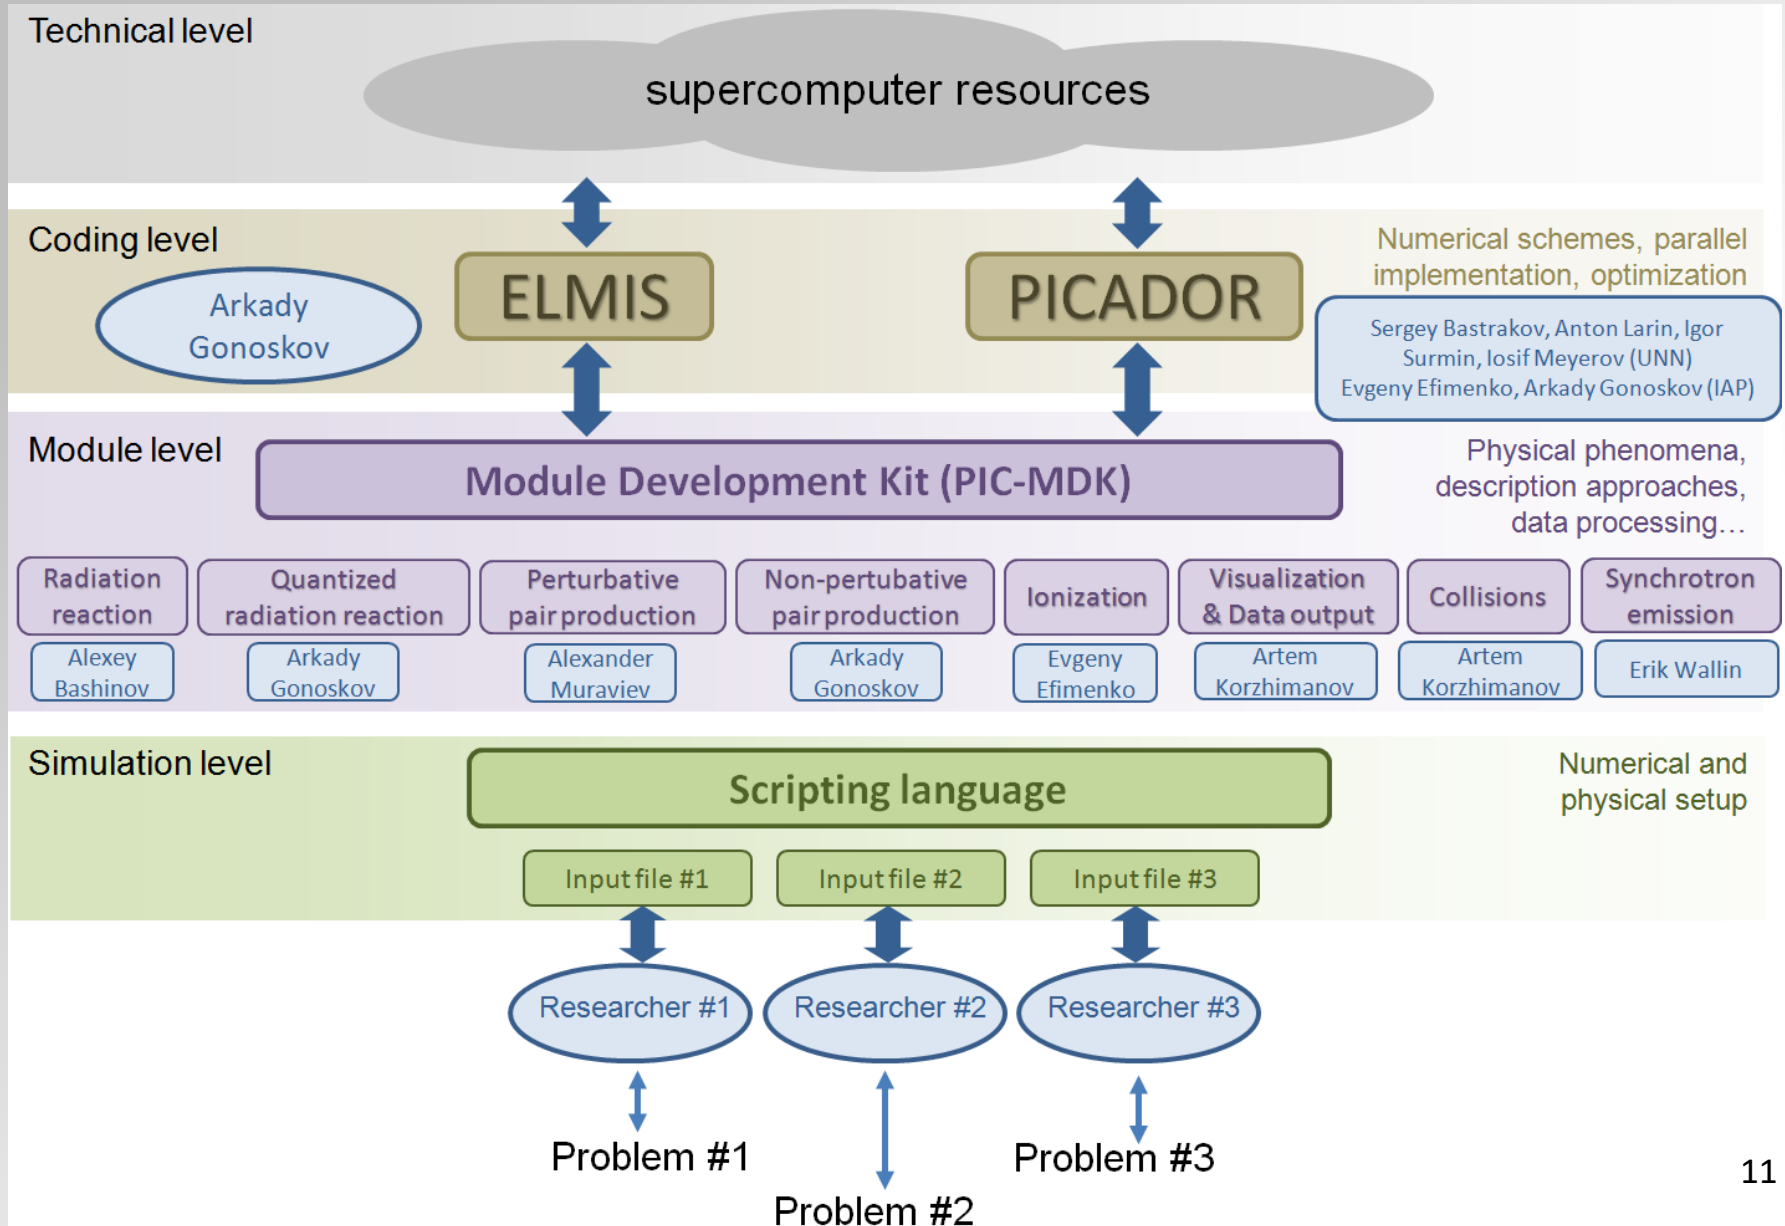 Technical level
supercomputer resources
Coding level
Arkady
Gonoskov
ELMIS
PICADOR
Numerical schemes, parallel
implementation, optimization
Sergey Bastrakov, Anton Larin, Igor
Surmin, Iosif Meyerov (UNN)
Evgeny Efimenko, Arkady Gonoskov (IAP)
Module level
Module Development Kit (PIC-MDK)
Physical phenomena,
description approaches,
data processing…
Radiation
reaction
Quantized
radiation reaction
Perturbative
pair production
Non-pertubative
pair production
Ionization
Visualization
& Data output
Collisions
Synchrotron
emission
Alexey
Bashinov
Arkady
Gonoskov
Alexander
Muraviev
Arkady
Gonoskov
Evgeny
Efimenko
Artem
Korzhimanov
Artem
Korzhimanov
Erik Wallin
Simulation level
Scripting language
Numerical and
physical setup
Input file #1
Input file #2
Input file #3
Researcher #1
Researcher #2
Researcher #3
Problem #1
Problem #2
Problem #3
11